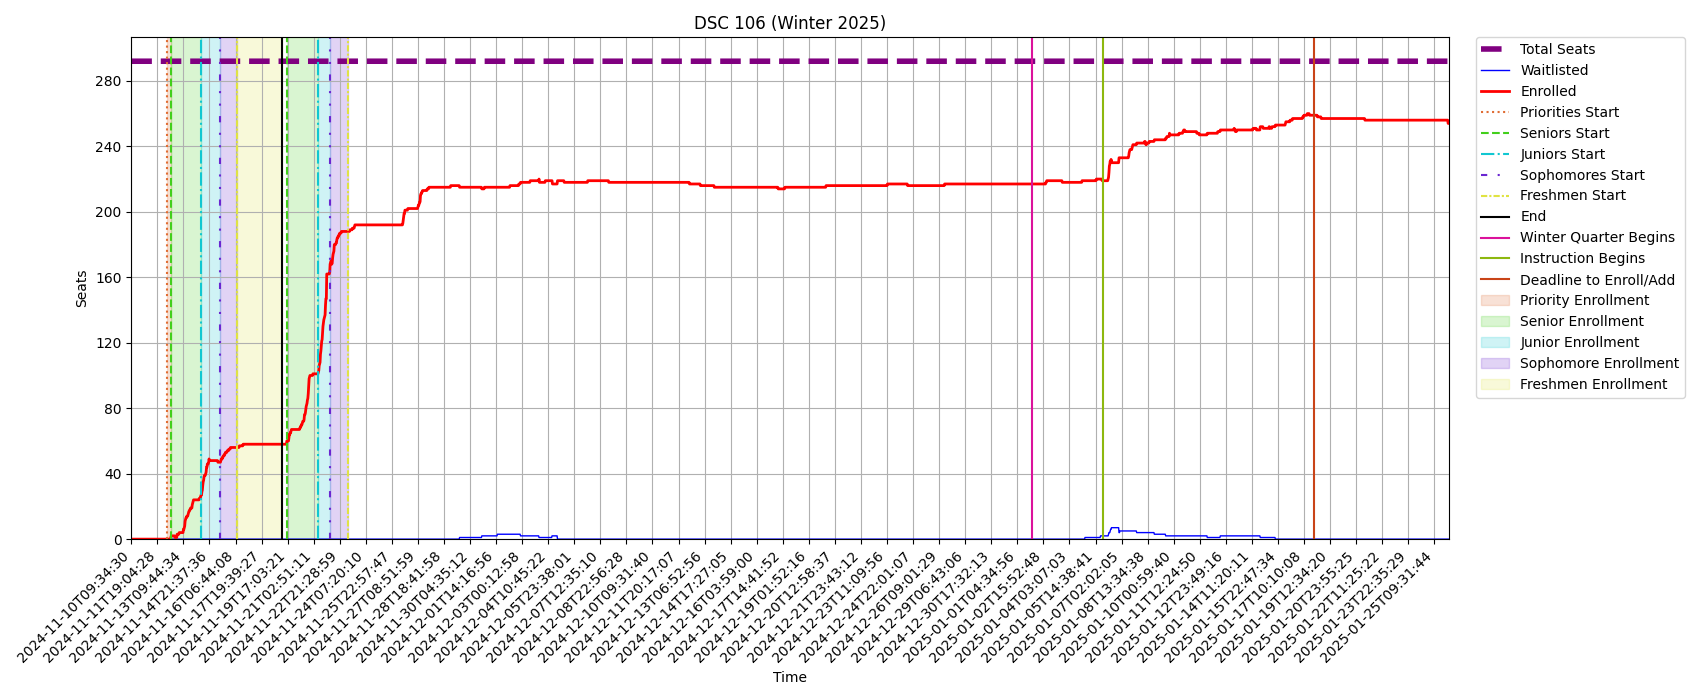 DSC 106 (Winter 2025)
Seats
280
240
200
160
120
80
40
0
2024-11-10T09:34:30
2024-11-11T19:04:28
2024-11-13T09:44:34
2024-11-14T21:37:36
2024-11-16T06:44:08
2024-11-17T19:39:27
2024-11-19T17:03:21
2024-11-21T02:51:11
2024-11-22T21:28:59
2024-11-24T07:20:10
2024-11-25T22:57:47
2024-11-27T08:51:59
2024-11-28T18:41:58
2024-11-30T04:35:12
2024-12-01T14:16:56
2024-12-03T00:12:58
2024-12-04T10:45:22
2024-12-05T23:38:01
2024-12-07T12:35:10
2024-12-08T22:56:28
2024-12-10T09:31:40
2024-12-11T20:17:07
2024-12-13T06:52:56
2024-12-14T17:27:05
2024-12-16T03:59:00
2024-12-17T14:41:52
2024-12-19T01:52:16
2024-12-20T12:58:37
2024-12-21T23:43:12
2024-12-23T11:09:56
2024-12-24T22:01:07
2024-12-26T09:01:29
2024-12-29T06:43:06
2024-12-30T17:32:13
2025-01-01T04:34:56
2025-01-02T15:52:48
2025-01-04T03:07:03
2025-01-05T14:38:41
2025-01-07T02:02:05
2025-01-08T13:34:38
2025-01-10T00:59:40
2025-01-11T12:24:50
2025-01-12T23:49:16
2025-01-14T11:20:11
2025-01-15T22:47:34
2025-01-17T10:10:08
2025-01-19T12:34:20
2025-01-20T23:55:25
2025-01-22T11:25:22
2025-01-23T22:35:29
2025-01-25T09:31:44
Time
Total Seats
Waitlisted
Enrolled
Priorities Start
Seniors Start
Juniors Start
Sophomores Start
Freshmen Start
End
Winter Quarter Begins
Instruction Begins
Deadline to Enroll/Add
Priority Enrollment
Senior Enrollment
Junior Enrollment
Sophomore Enrollment
Freshmen Enrollment